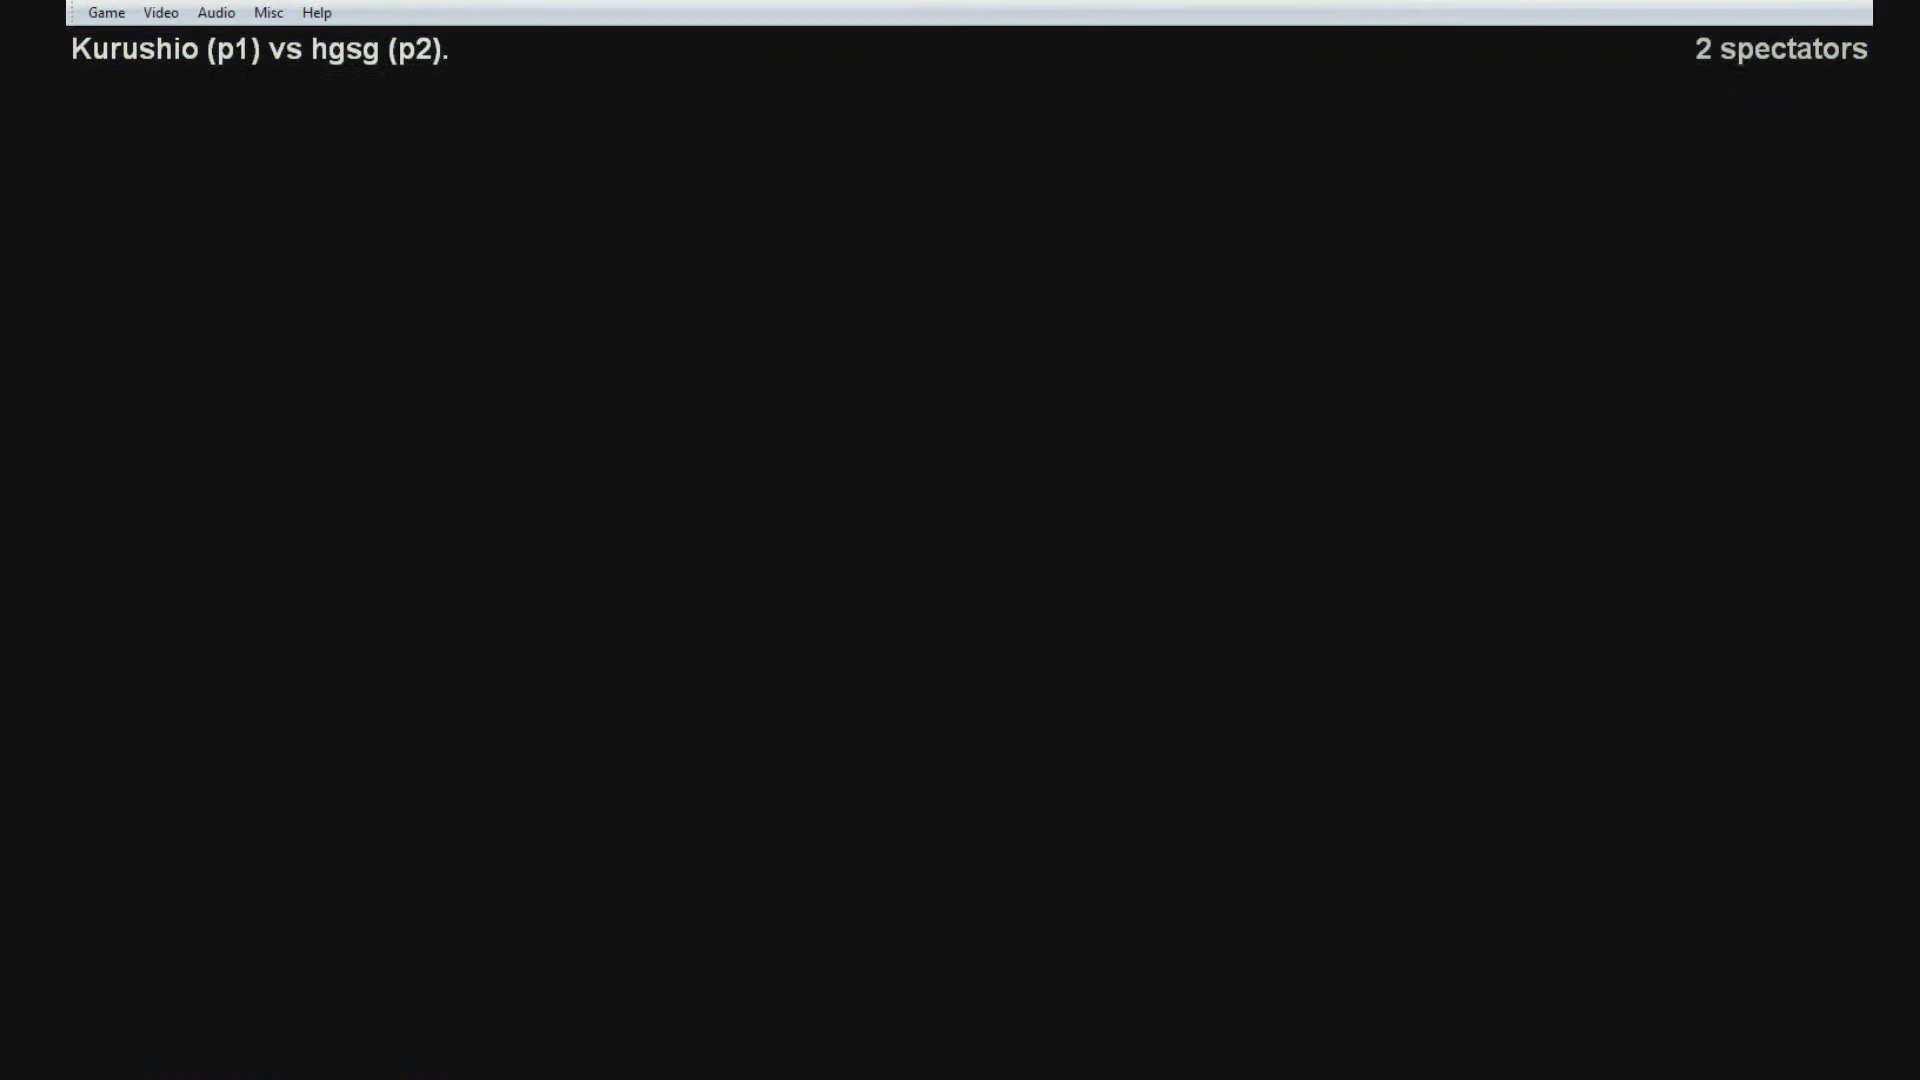 Game Video Audio Misc Help
Kurushio (p1) vs hgsg (p2).
2 spectators